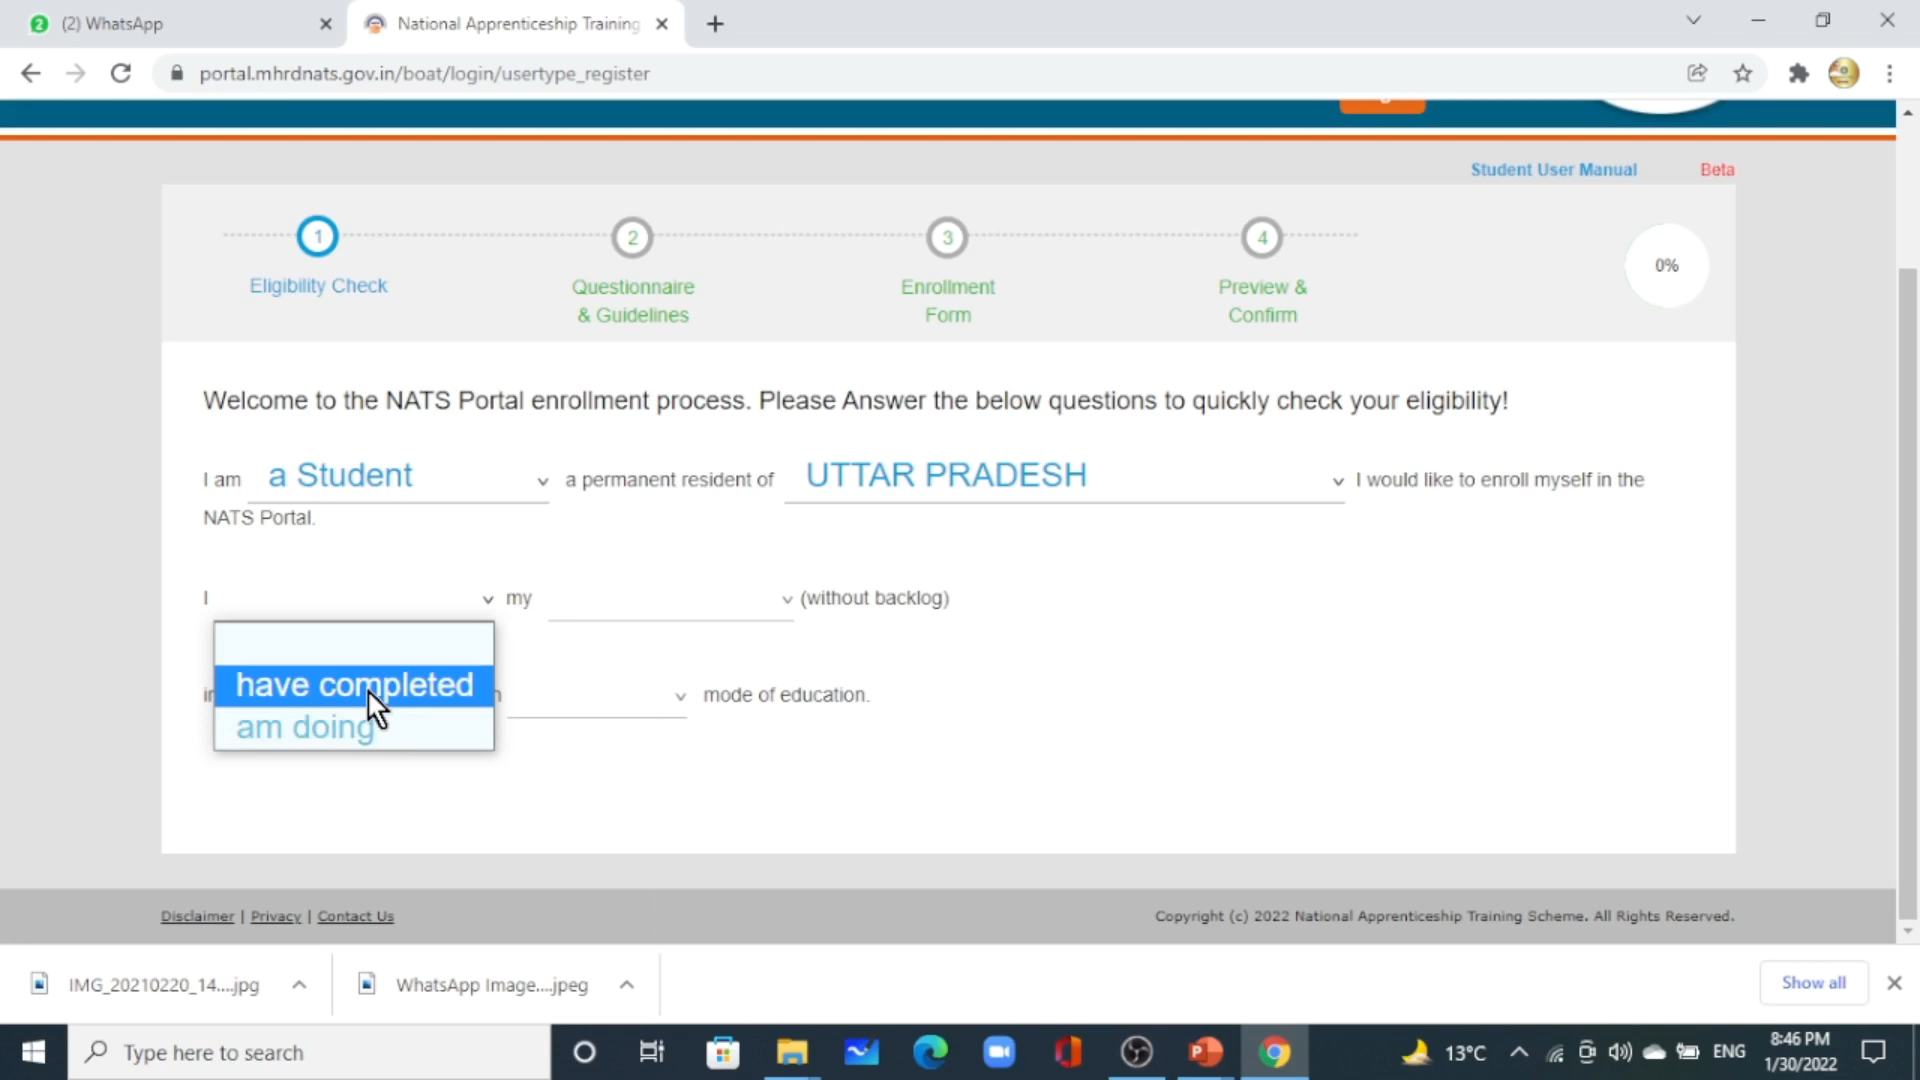 (2) WhatsApp
National Apprenticeship Training
portal.mhrdnats.gov.in/boat/login/usertype_register
Student User Manual
Beta
1
2
3
4
0%
Eligibility Check
Questionnaire
& Guidelines
Enrollment
Form
Preview &
Confirm
Welcome to the NATS Portal enrollment process. Please Answer the below questions to quickly check your eligibility!
I am a Student a permanent resident of UTTAR PRADESH I would like to enroll myself in the
NATS Portal.
I my (without backlog)
have completed
mode of education.
am doing
Disclaimer | Privacy | Contact Us
Copyright (c) 2022 National Apprenticeship Training Scheme. All Rights Reserved.
IMG_20210220_14....jpg
WhatsApp Image....jpeg
Show all
Type here to search
13°C
ENG
8:46 PM
1/30/2022